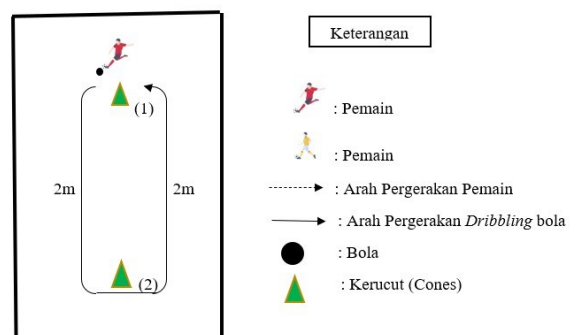 (1)
2m
2m
(2)
Keterangan
: Pemain
: Pemain
: Arah Pergerakan Pemain
: Arah Pergerakan Dribbling bola
: Bola
: Kerucut (Cones)